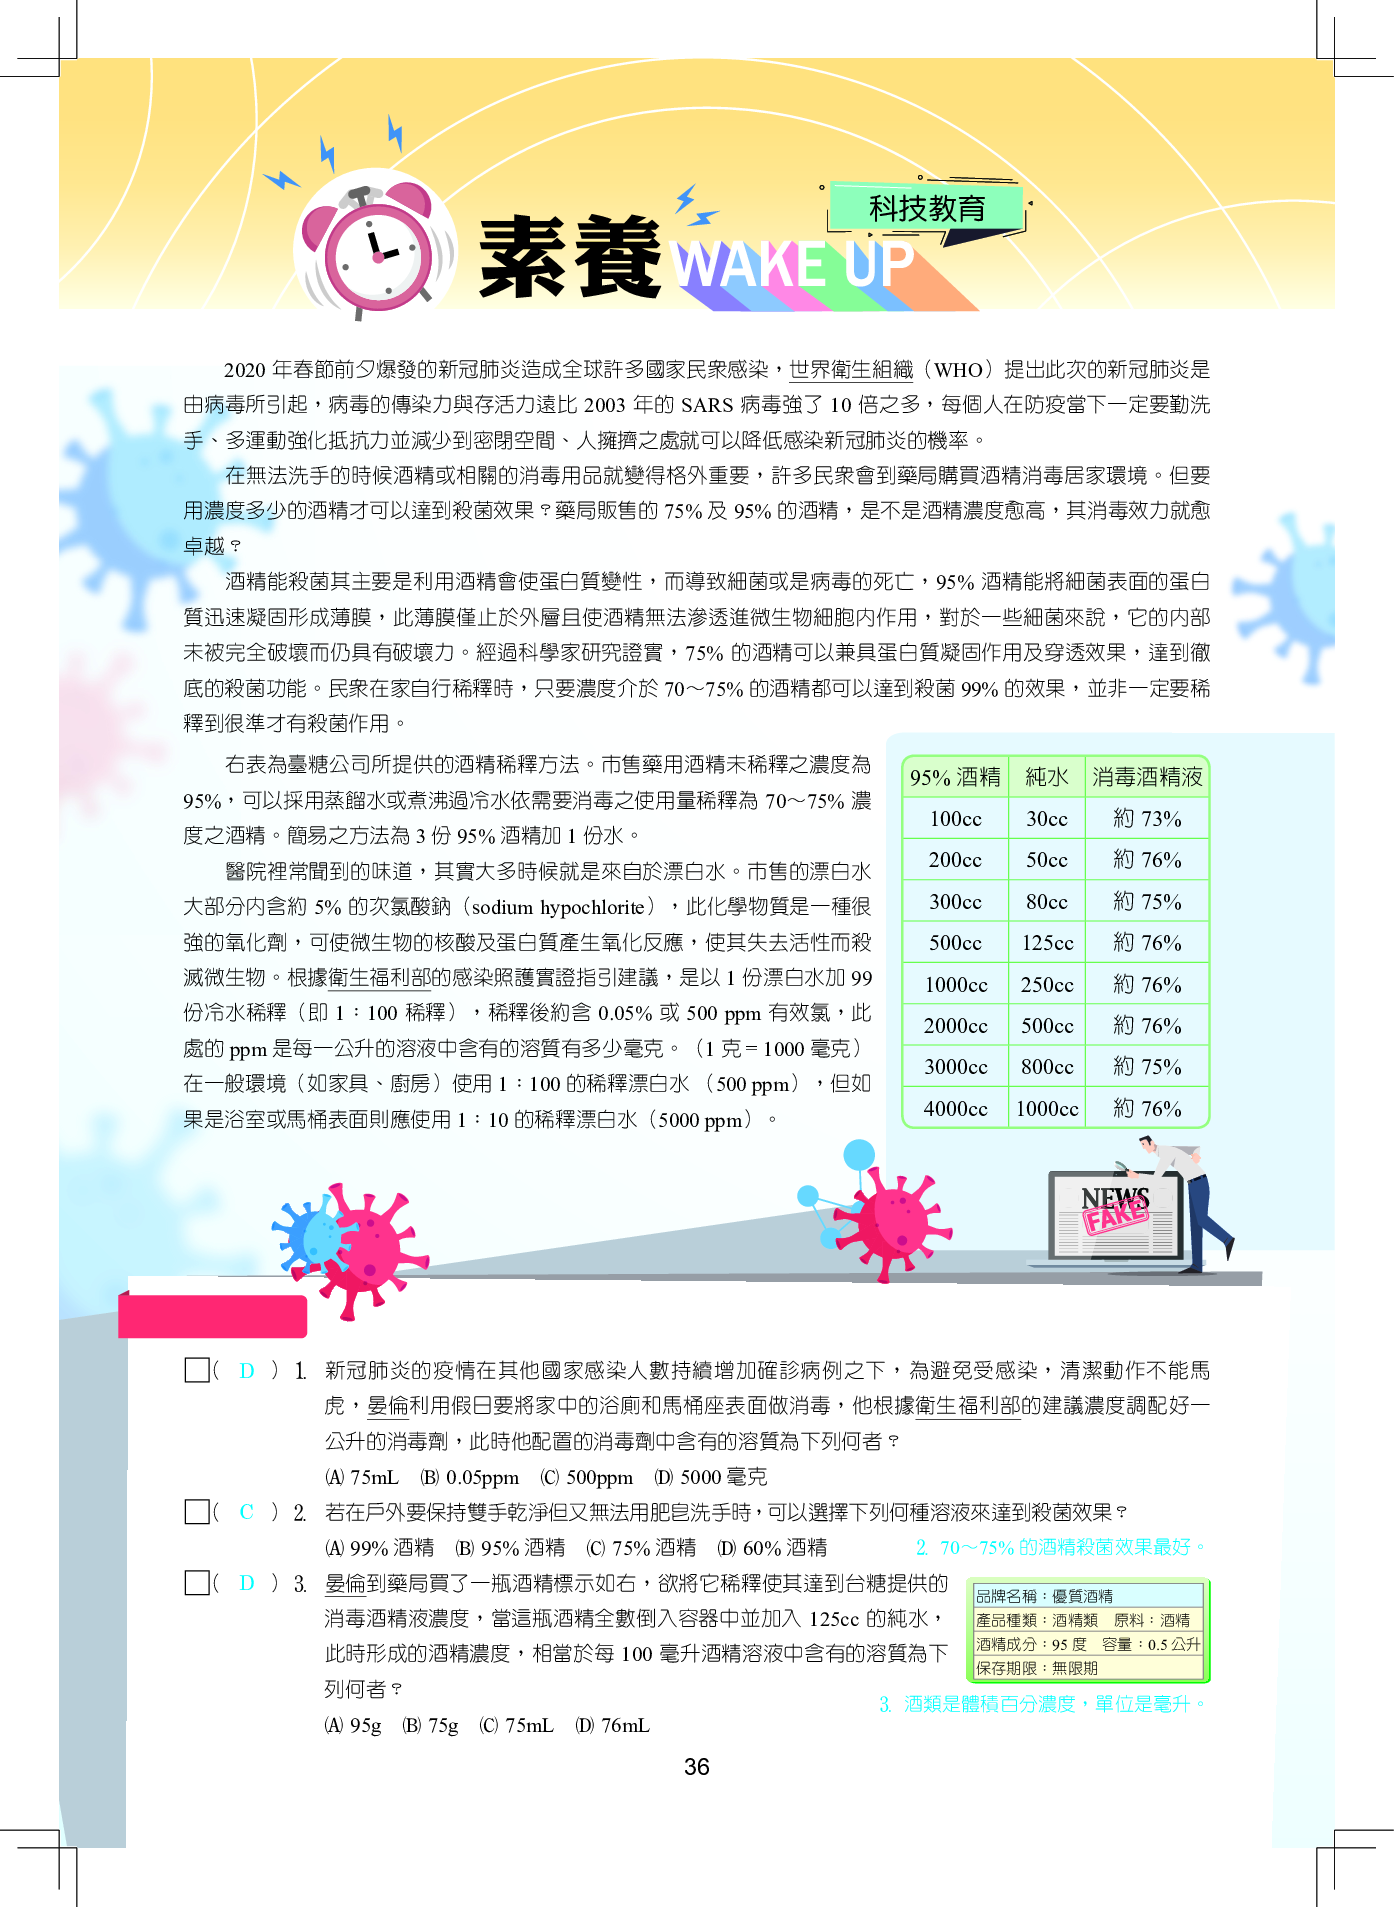 科技教育
素養 WAKE UP
2020 年春節前夕爆發的新冠肺炎造成全球許多國家民眾感染，世界衛生組織（WHO）提出此次的新冠肺炎是
由病毒所引起，病毒的傳染力與存活力遠比 2003 年的 SARS 病毒強了 10 倍之多，每個人在防疫當下一定要勤洗
手、多運動強化抵抗力並減少到密閉空間、人擁擠之處就可以降低感染新冠肺炎的機率。
在無法洗手的時候酒精或相關的消毒用品就變得格外重要，許多民眾會到藥局購買酒精消毒居家環境。但要
用濃度多少的酒精才可以達到殺菌效果？藥局販售的 75% 及 95% 的酒精，是不是酒精濃度愈高，其消毒效力就愈
卓越？
酒精能殺菌其主要是利用酒精會使蛋白質變性，而導致細菌或是病毒的死亡，95% 酒精能將細菌表面的蛋白
質迅速凝固形成薄膜，此薄膜僅止於外層且使酒精無法滲透進微生物細胞內作用，對於一些細菌來說，它的內部
未被完全破壞而仍具有破壞力。經過科學家研究證實，75% 的酒精可以兼具蛋白質凝固作用及穿透效果，達到徹
底的殺菌功能。民眾在家自行稀釋時，只要濃度介於 70～75% 的酒精都可以達到殺菌 99% 的效果，並非一定要稀
釋到很準才有殺菌作用。
右表為臺糖公司所提供的酒精稀釋方法。市售藥用酒精未稀釋之濃度為
95%，可以採用蒸餾水或煮沸過冷水依需要消毒之使用量稀釋為 70～75% 濃
度之酒精。簡易之方法為 3 份 95% 酒精加 1 份水。
醫院裡常聞到的味道，其實大多時候就是來自於漂白水。市售的漂白水
大部分內含約 5% 的次氯酸鈉（sodium hypochlorite），此化學物質是一種很
強的氧化劑，可使微生物的核酸及蛋白質產生氧化反應，使其失去活性而殺
滅微生物。根據衛生福利部的感染照護實證指引建議，是以 1 份漂白水加 99
份冷水稀釋（即 1：100 稀釋），稀釋後約含 0.05% 或 500 ppm 有效氯，此
處的 ppm 是每一公升的溶液中含有的溶質有多少毫克。（1 克＝1000 毫克）
在一般環境（如家具、廚房）使用 1：100 的稀釋漂白水 （500 ppm），但如
果是浴室或馬桶表面則應使用 1：10 的稀釋漂白水（5000 ppm）。
95% 酒精 純水 消毒酒精液
100cc 30cc 約 73%
200cc 50cc 約 76%
300cc 80cc 約 75%
500cc 125cc 約 76%
1000cc 250cc 約 76%
2000cc 500cc 約 76%
3000cc 800cc 約 75%
4000cc 1000cc 約 76%
NEWS
FAKE
□（ D ）1. 新冠肺炎的疫情在其他國家感染人數持續增加確診病例之下，為避免受感染，清潔動作不能馬
虎，晏倫利用假日要將家中的浴廁和馬桶座表面做消毒，他根據衛生福利部的建議濃度調配好一
公升的消毒劑，此時他配置的消毒劑中含有的溶質為下列何者？
(A) 75mL (B) 0.05ppm (C) 500ppm (D) 5000 毫克
□（ C ）2. 若在戶外要保持雙手乾淨但又無法用肥皂洗手時，可以選擇下列何種溶液來達到殺菌效果？
(A) 99% 酒精 (B) 95% 酒精 (C) 75% 酒精 (D) 60% 酒精
2. 70～75% 的酒精殺菌效果最好。
□（ D ）3. 晏倫到藥局買了一瓶酒精標示如右，欲將它稀釋使其達到台糖提供的
消毒酒精液濃度，當這瓶酒精全數倒入容器中並加入 125cc 的純水，
此時形成的酒精濃度，相當於每 100 毫升酒精溶液中含有的溶質為下
列何者？
(A) 95g (B) 75g (C) 75mL (D) 76mL
品牌名稱：優質酒精
產品種類：酒精類 原料：酒精
酒精成分：95 度 容量：0.5 公升
保存期限：無限期
3. 酒類是體積百分濃度，單位是毫升。
36